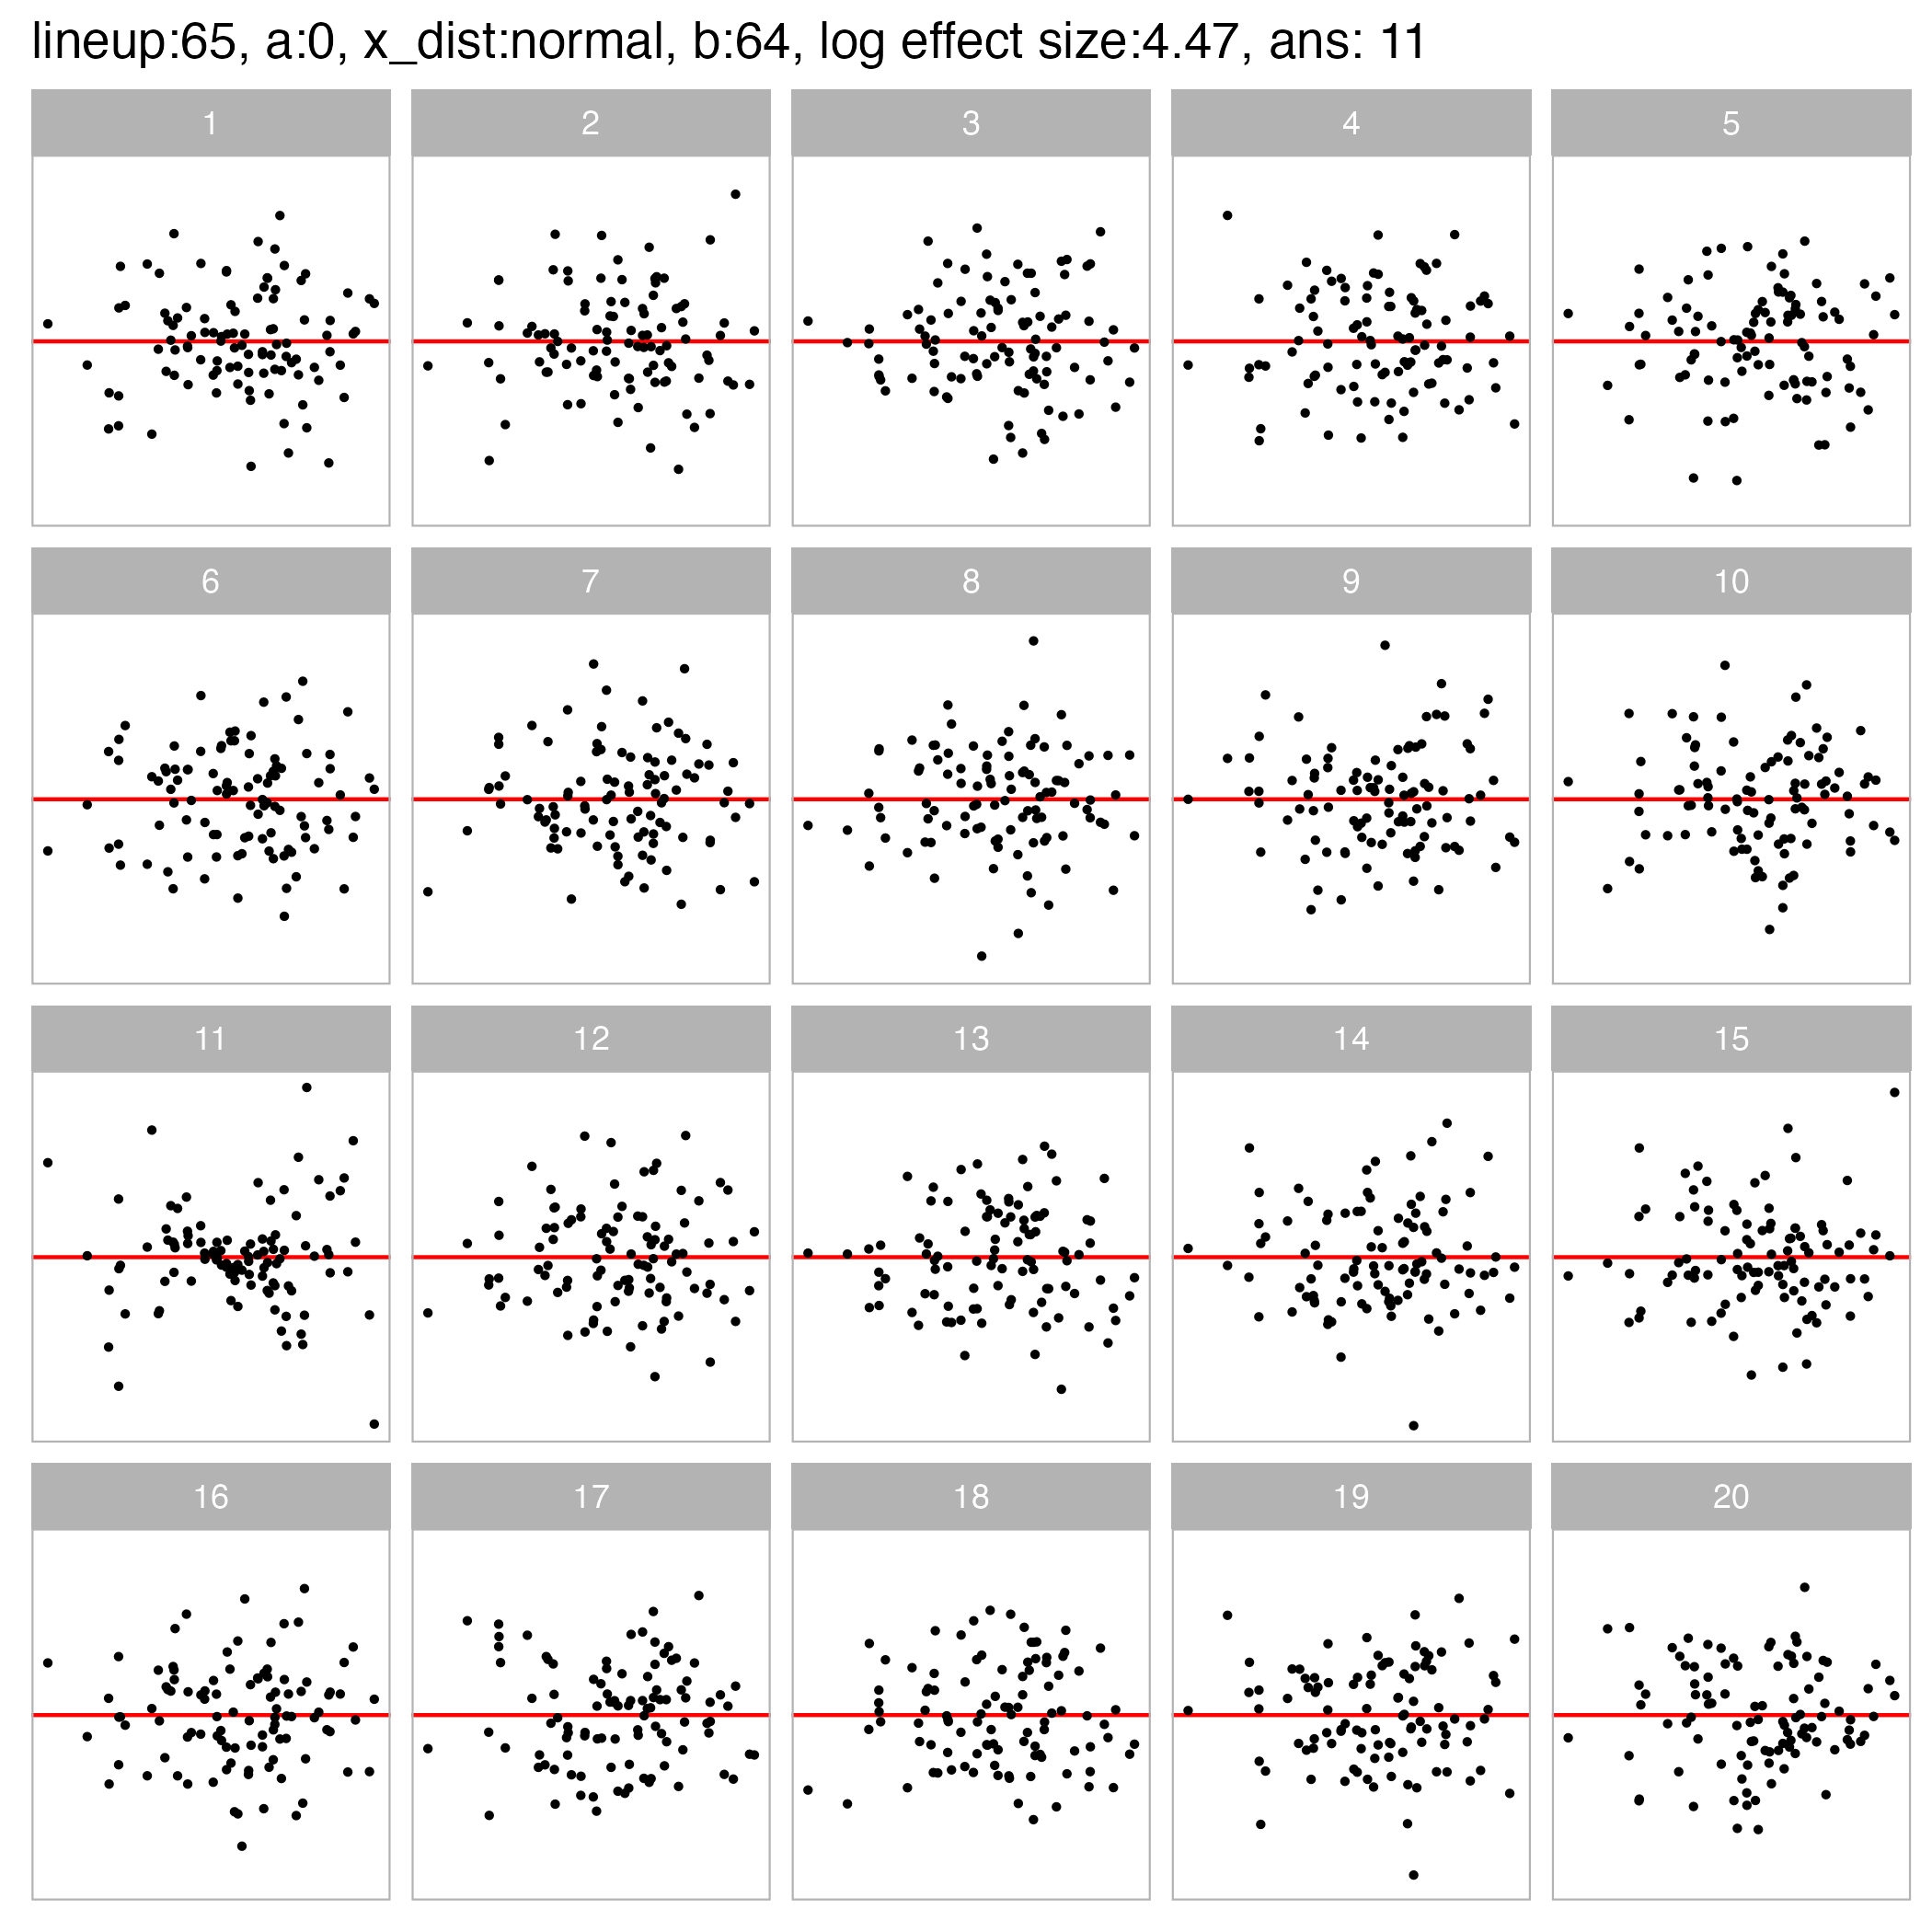 lineup:65, a:0, x_dist:normal, b:64, log effect size:4.47, ans: 11
1 2 3 4 5
6 7 8 9 10
11 12 13 14 15
16 17 18 19 20